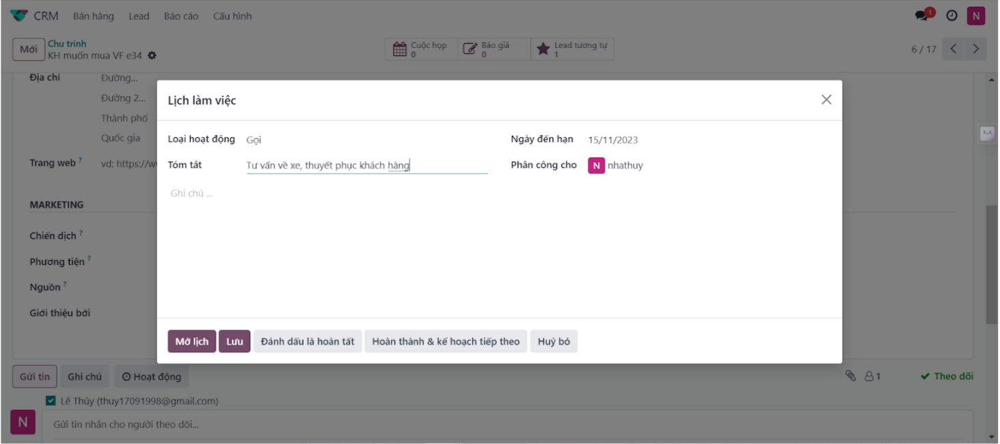 CRM Bán hàng Lead Báo cáo Cấu hình 1 N
Mới Chu trình
KH muốn mua VF e34
Cuộc họp 0 Báo giá 0 Lead tương tự 1
6 / 17
Địa chỉ Đường...
Đường 2...
Thành phố
Quốc gia
Trang web ? vd: https://w
MARKETING
Chiến dịch ?
Phương tiện ?
Nguồn ?
Giới thiệu bởi
Lịch làm việc
Loại hoạt động Gọi Ngày đến hạn 15/11/2023
Tóm tắt Tư vấn về xe, thuyết phục khách hàng Phân công cho N nhathuy
Ghi chú ...
Mở lịch Lưu Đánh dấu là hoàn tất Hoàn thành & kế hoạch tiếp theo Huỷ bỏ
Gửi tin Ghi chú Hoạt động 1 Theo dõi
Lê Thúy (thuy17091998@gmail.com)
N Gửi tin nhắn cho người theo dõi...